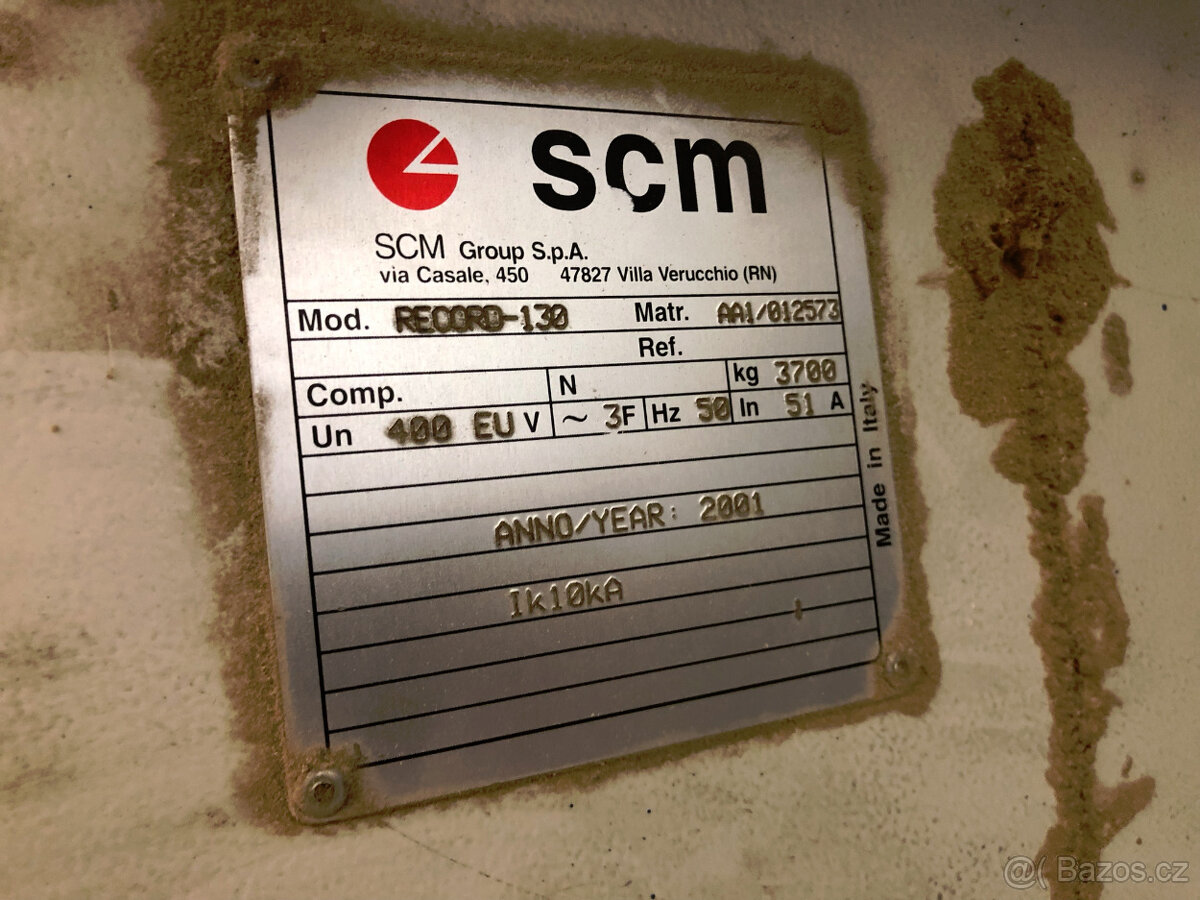 scm
SCM Group S.p.A.
via Casale, 450 47827 Villa Verucchio (RN)
Mod. RECORD-130 Matr. AA1/012573
Ref.
Comp. N kg 3700
Un 400 EU V ~ 3F Hz 50 In 51 A
ANNO/YEAR: 2001
Ik10kA
Made in Italy
@( Bazos.cz